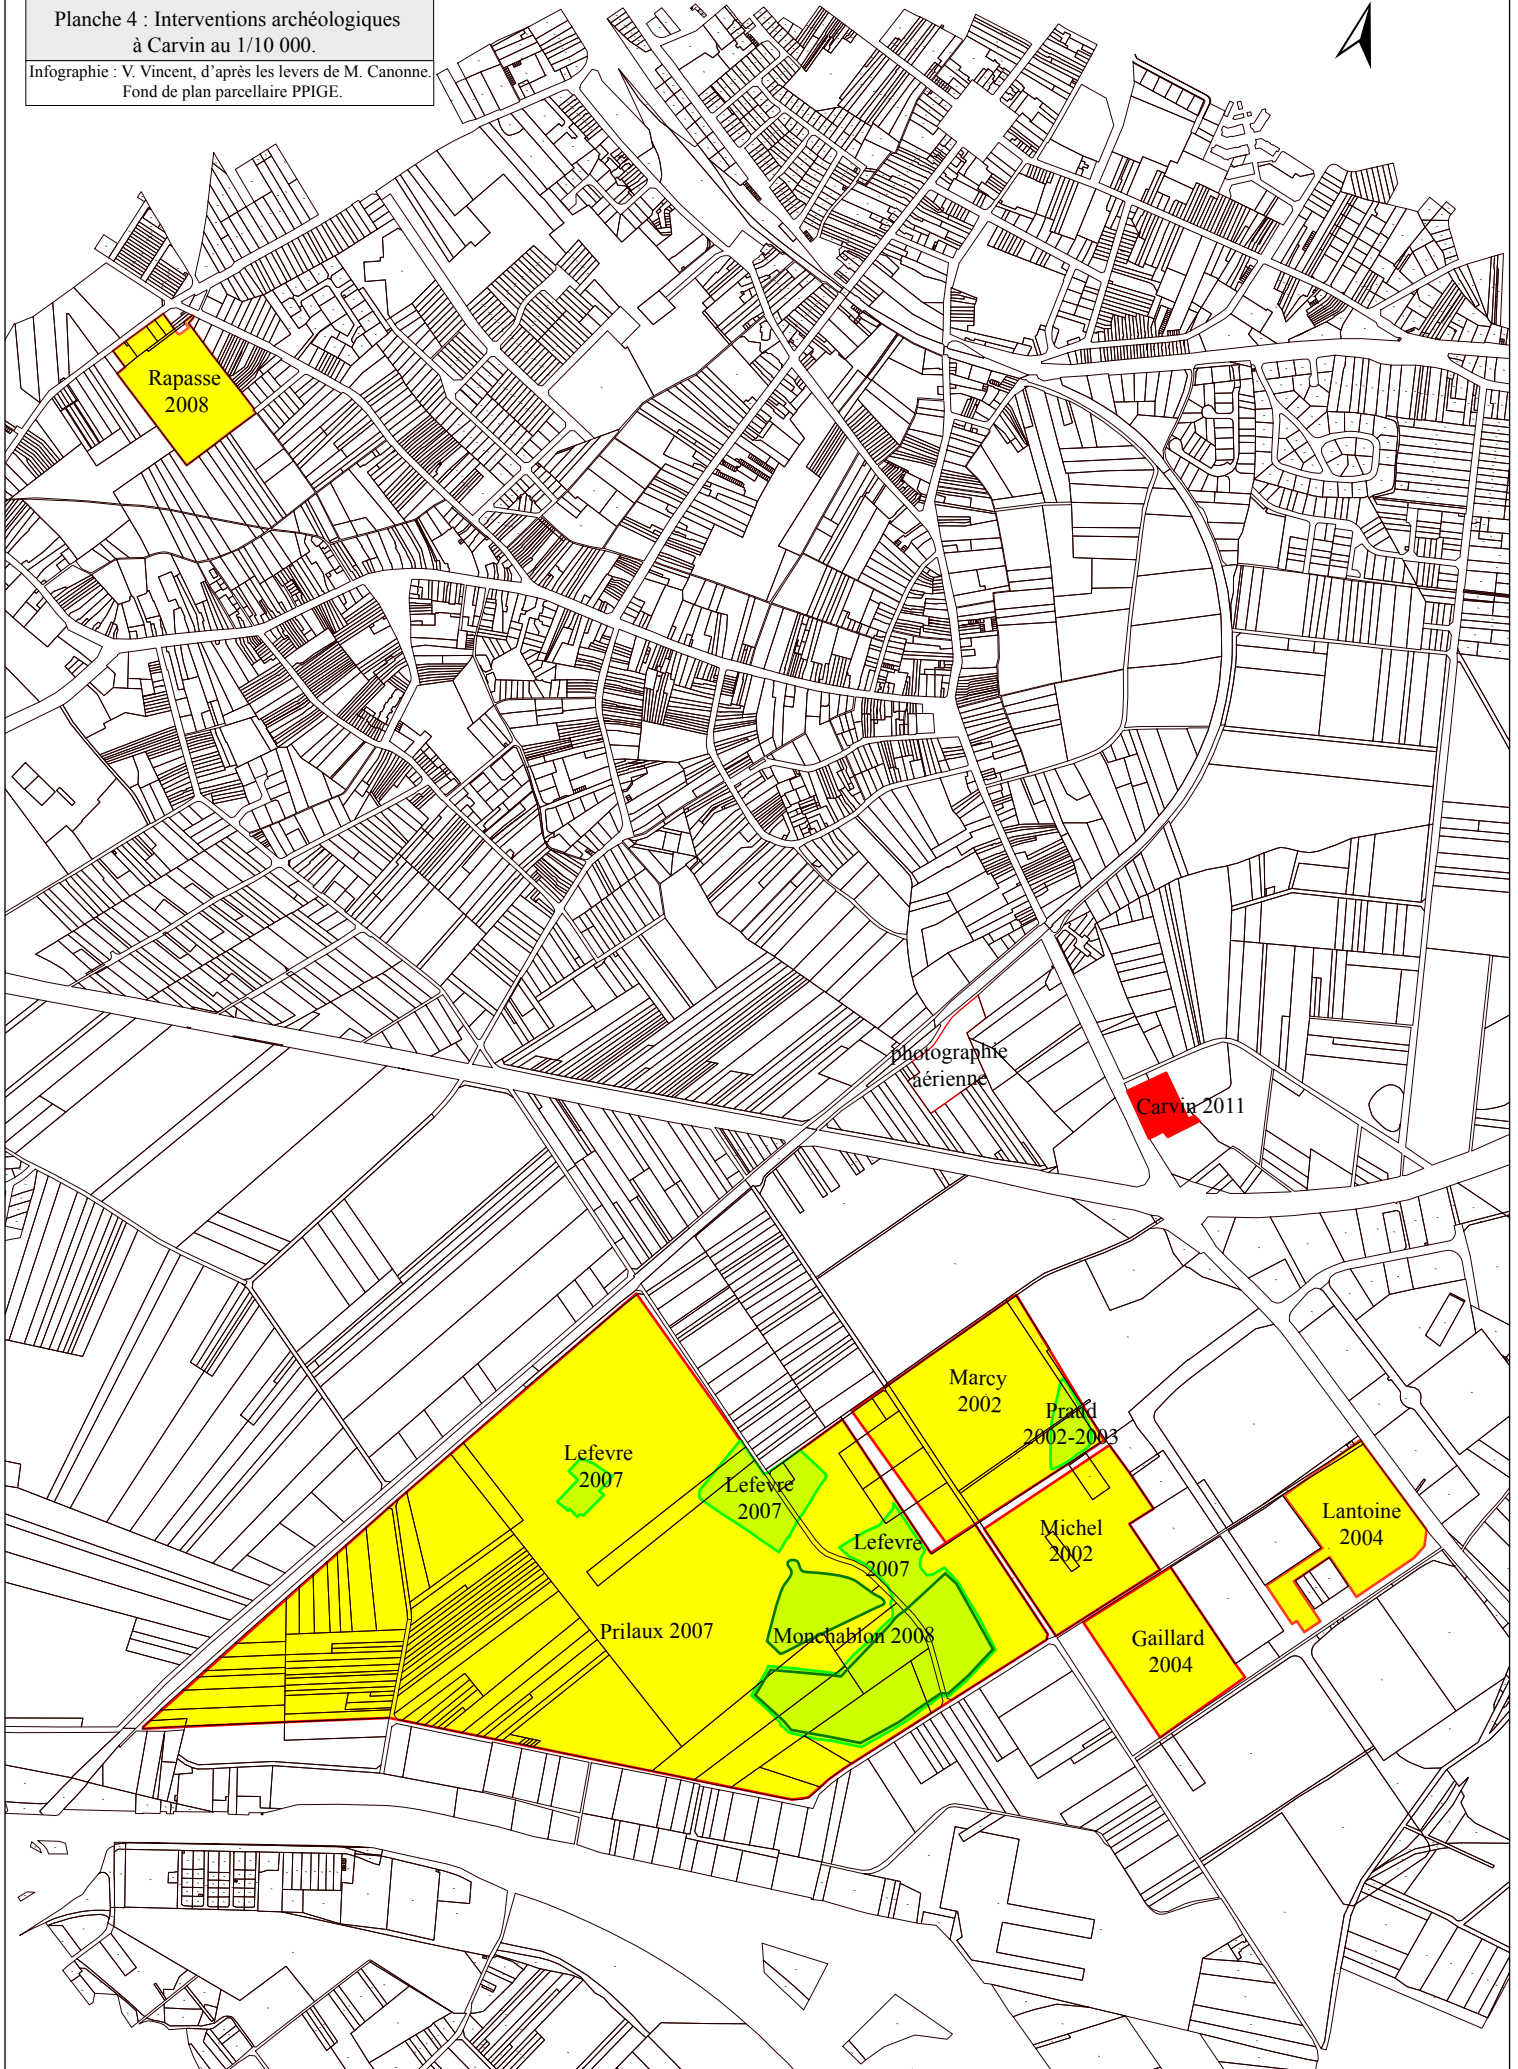 Planche 4 : Interventions archéologiques
à Carvin au 1/10 000.
Infographie : V. Vincent, d'après les levers de M. Canonne.
Fond de plan parcellaire PPIGE.
Rapasse
2008
photographie
aérienne
Carvin 2011
Marcy
2002
Praud
2002-2003
Lefevre
2007
Lefevre
2007
Lefevre
2007
Michel
2002
Lantoine
2004
Prilaux 2007
Monchablon 2008
Gaillard
2004